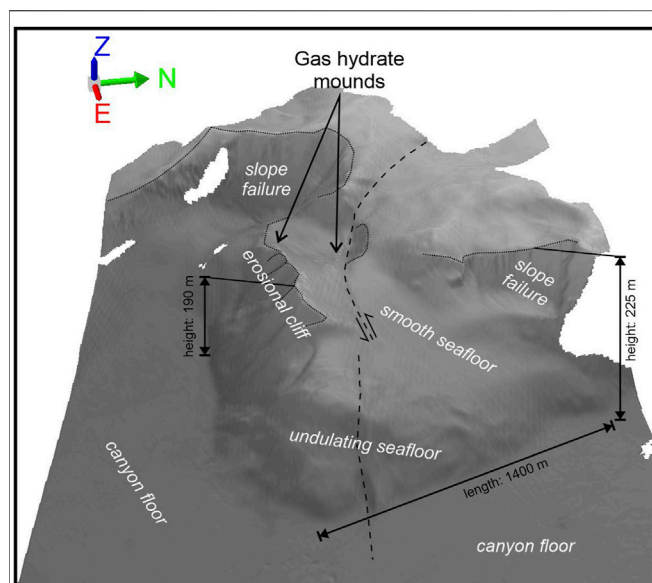 Z
N
E
Gas hydrate
mounds
slope
failure
erosional cliff
height: 190 m
slope
failure
height: 225 m
smooth seafloor
undulating seafloor
length: 1400 m
canyon floor
canyon floor